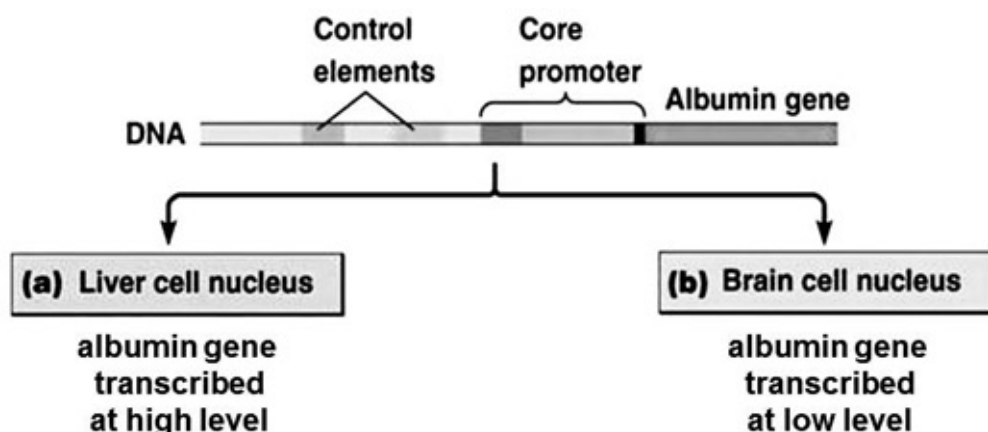 Control
elements
Core
promoter
Albumin gene
DNA
(a) Liver cell nucleus
(b) Brain cell nucleus
albumin gene
transcribed
at high level
albumin gene
transcribed
at low level